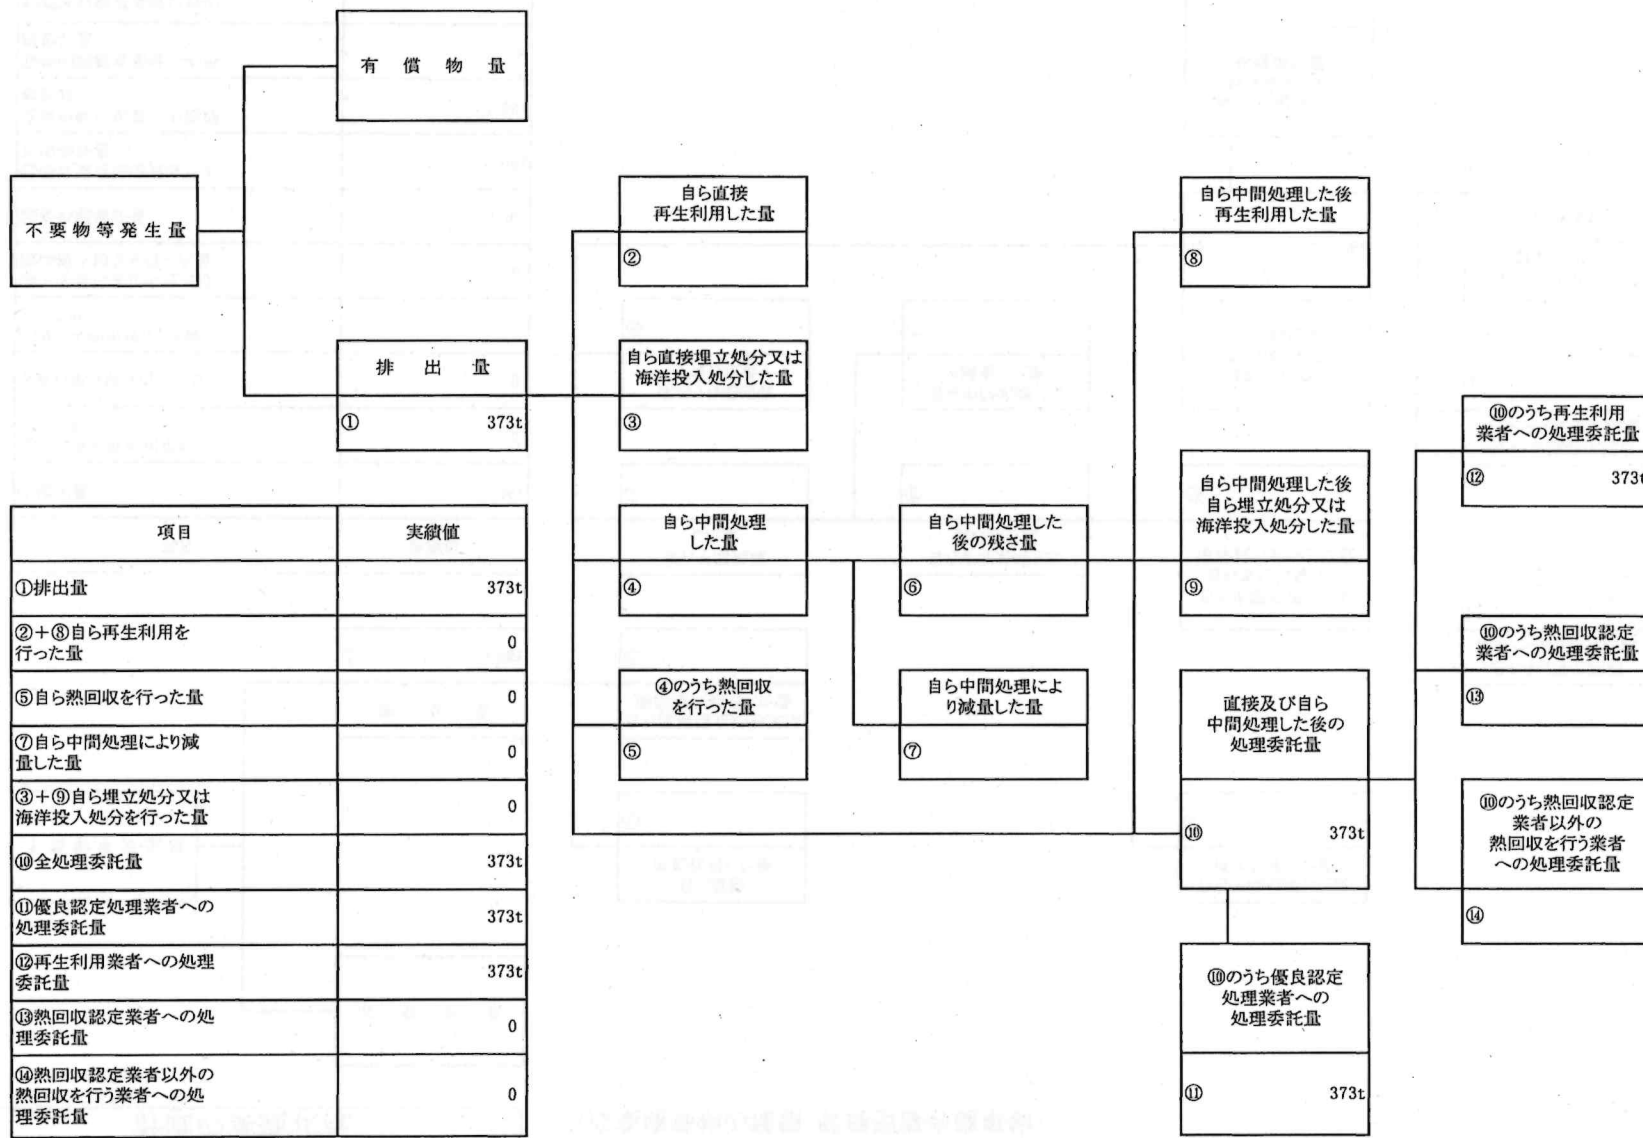 有償物量
不要物等発生量
排出量
① 373t
自ら直接
再生利用した量
②
自ら直接埋立処分又は
海洋投入処分した量
③
自ら中間処理
した量
④
④のうち熱回収
を行った量
⑤
自ら中間処理した
後の残さ量
⑥
自ら中間処理によ
り減量した量
⑦
自ら中間処理した後
再生利用した量
⑧
自ら中間処理した後
自ら埋立処分又は
海洋投入処分した量
⑨
直接及び自ら
中間処理した後の
処理委託量
⑩ 373t
⑩のうち優良認定
処理業者への
処理委託量
⑪ 373t
⑩のうち再生利用
業者への処理委託量
⑫ 373t
⑩のうち熱回収認定
業者への処理委託量
⑬
⑩のうち熱回収認定
業者以外の
熱回収を行う業者
への処理委託量
⑭
項目 実績値
①排出量 373t
②+⑧自ら再生利用を
行った量 0
⑤自ら熱回収を行った量 0
⑦自ら中間処理により減
量した量 0
③+⑨自ら埋立処分又は
海洋投入処分を行った量 0
⑩全処理委託量 373t
⑪優良認定処理業者への
処理委託量 373t
⑫再生利用業者への処理
委託量 373t
⑬熱回収認定業者への処
理委託量 0
⑭熱回収認定業者以外の
熱回収を行う業者への処
理委託量 0